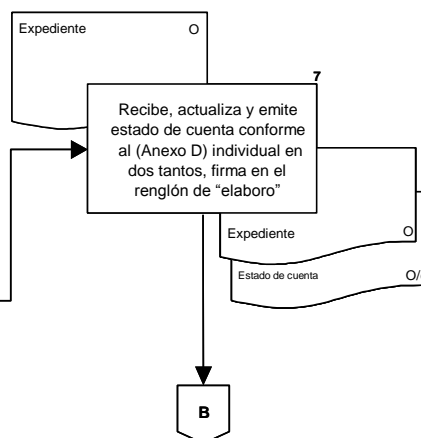 Expediente O
7
Recibe, actualiza y emite
estado de cuenta conforme
al (Anexo D) individual en
dos tantos, firma en el
renglón de “elaboro”
Expediente O
Estado de cuenta O/
B